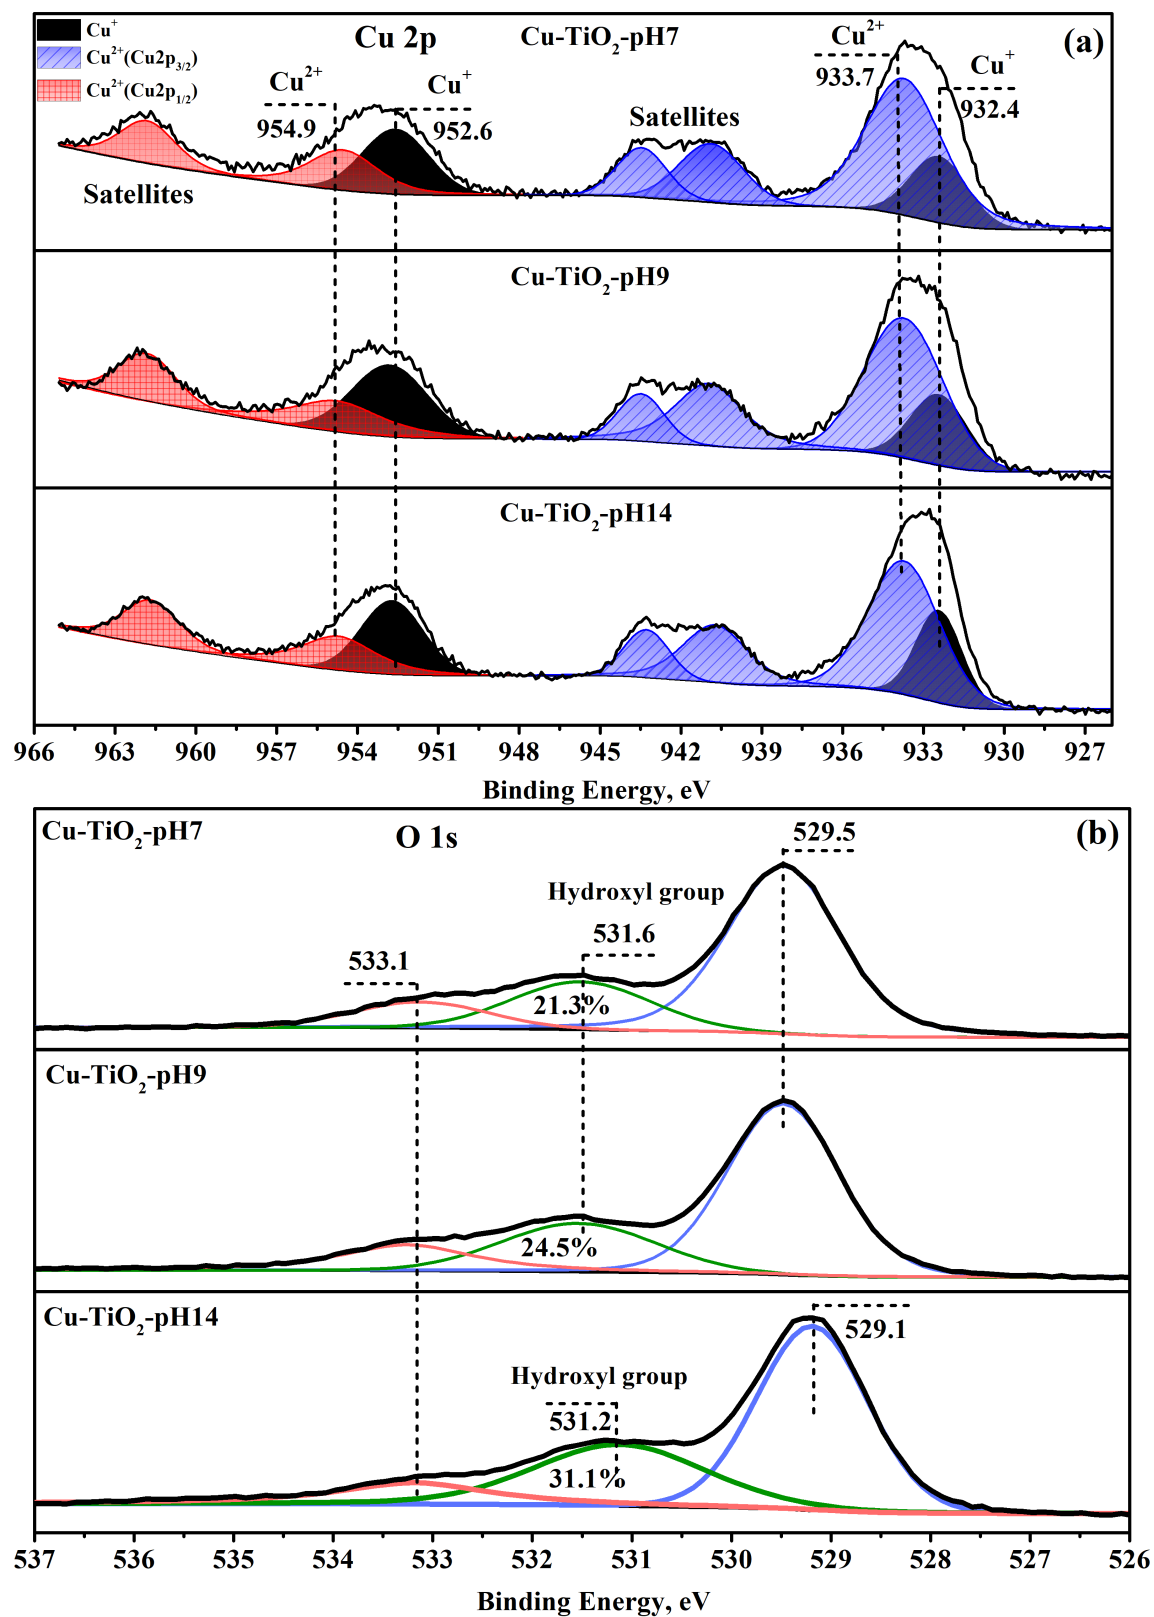 Cu⁺
Cu 2p
Cu-TiO₂-pH7
Cu²⁺
(a)
Cu²⁺(Cu2p₃/₂)
Cu²⁺(Cu2p₁/₂)
Cu²⁺
Cu⁺
933.7
Cu⁺
954.9
952.6
Satellites
932.4
Satellites
Cu-TiO₂-pH9
Cu-TiO₂-pH14
966 963 960 957 954 951 948 945 942 939 936 933 930 927
Binding Energy, eV
Cu-TiO₂-pH7
O 1s
529.5
(b)
Hydroxyl group
531.6
533.1
21.3%
Cu-TiO₂-pH9
24.5%
Cu-TiO₂-pH14
529.1
Hydroxyl group
531.2
31.1%
537 536 535 534 533 532 531 530 529 528 527 526
Binding Energy, eV